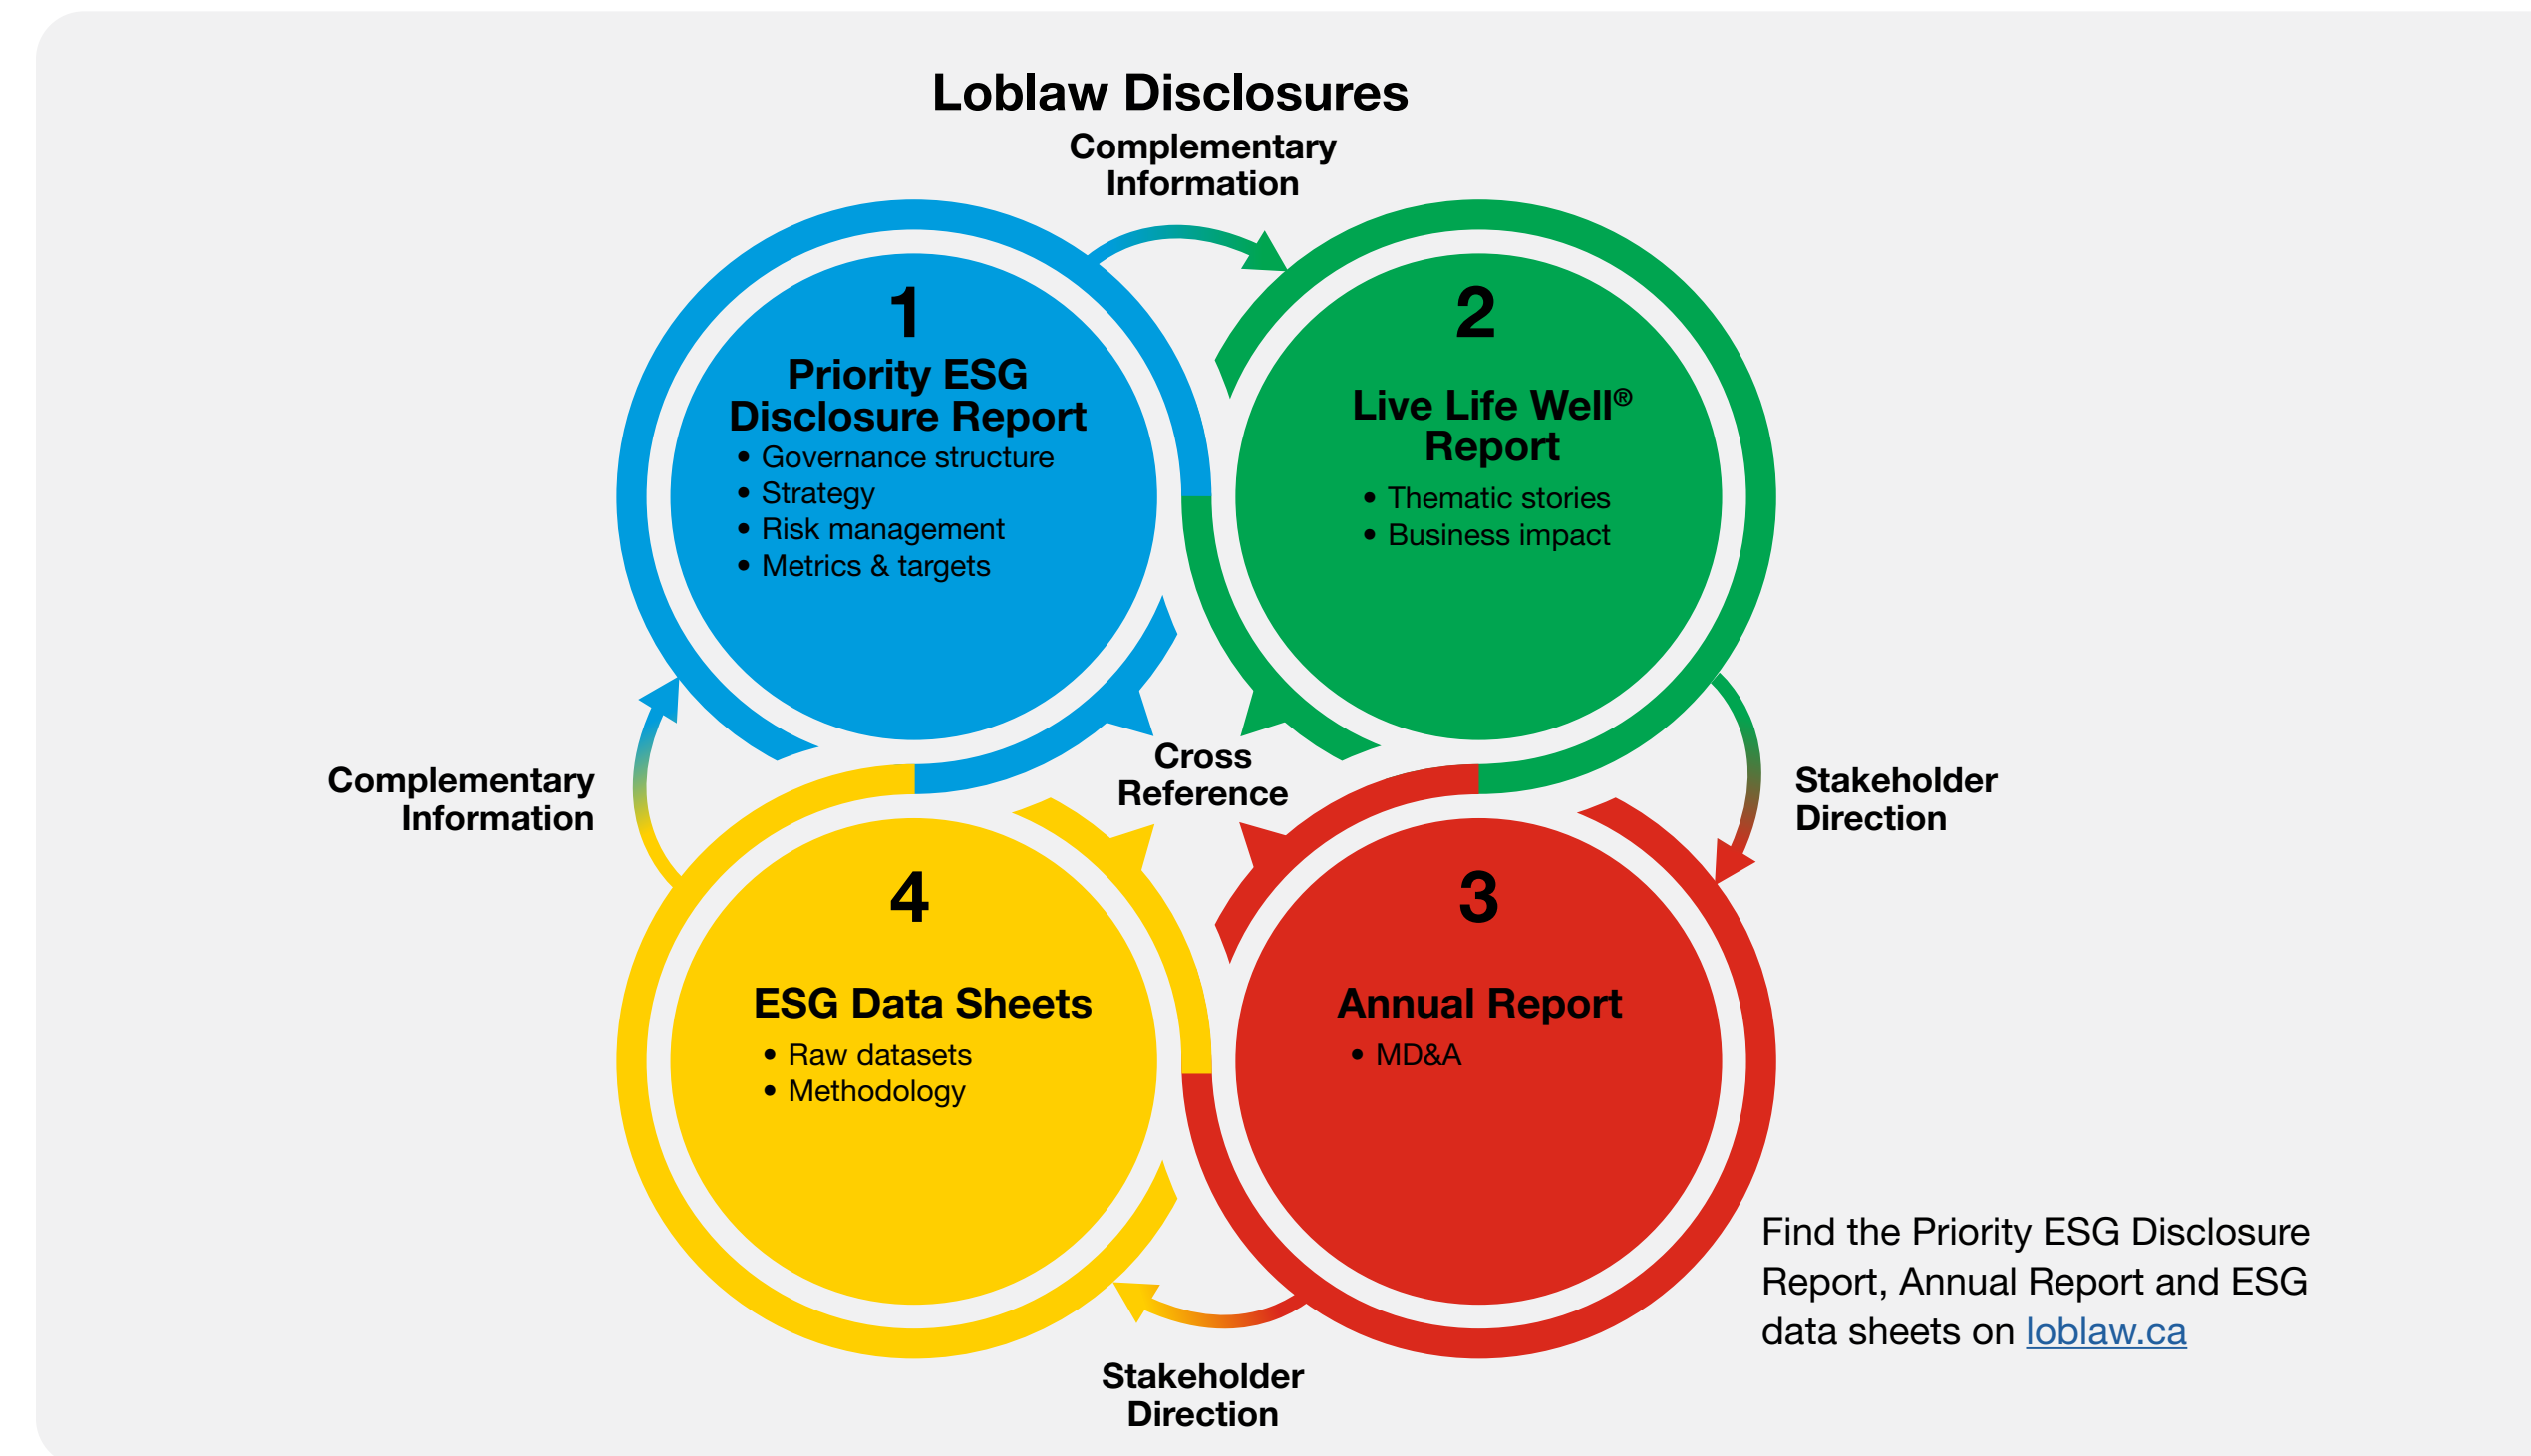 Loblaw Disclosures
Complementary
Information
1
Priority ESG
Disclosure Report
• Governance structure
• Strategy
• Risk management
• Metrics & targets
2
Live Life Well®
Report
• Thematic stories
• Business impact
Complementary
Information
Cross
Reference
Stakeholder
Direction
4
ESG Data Sheets
• Raw datasets
• Methodology
3
Annual Report
• MD&A
Find the Priority ESG Disclosure
Report, Annual Report and ESG
data sheets on loblaw.ca
Stakeholder
Direction